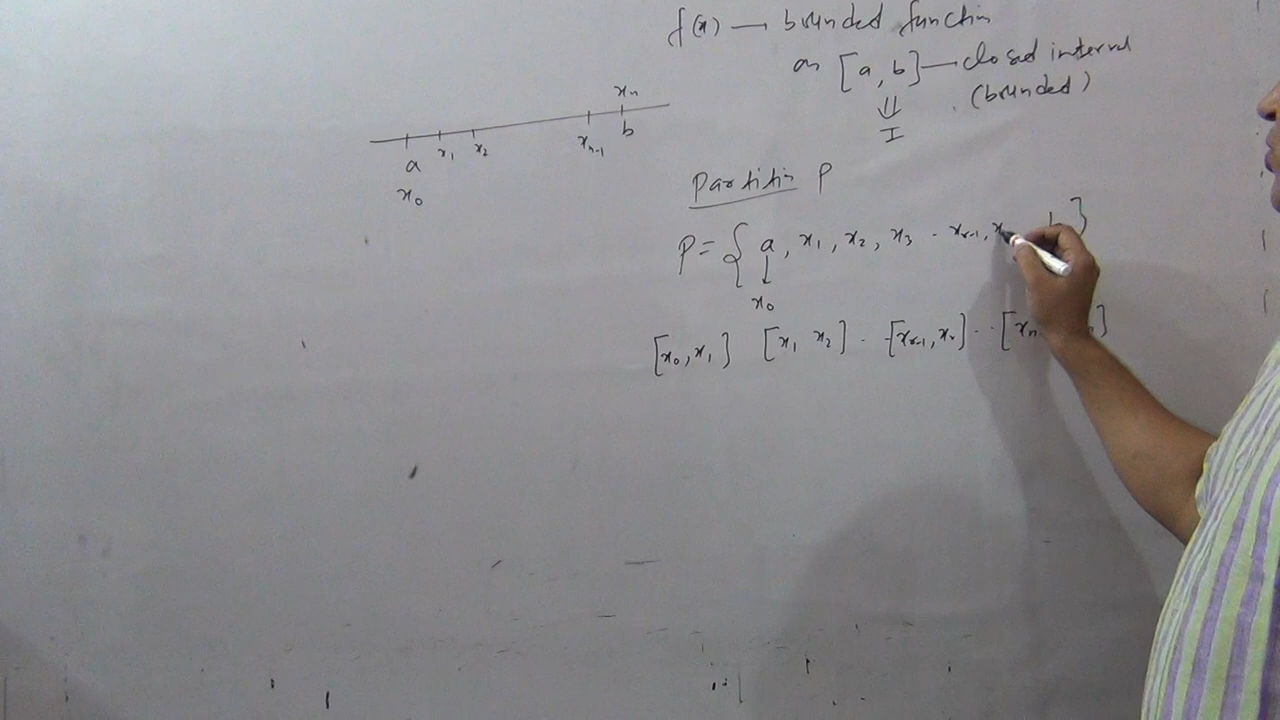 f(x) — bounded function
on [a, b] — closed interval
(bounded)
⇓
I
xₙ
a x₁ x₂ xₙ₋₁ b
x₀
Partition P
P = { a, x₁, x₂, x₃ - xᵣ₋₁, x b }
↓
x₀
[x₀, x₁] [x₁ x₂] - - [xᵣ₋₁, xᵣ] -- [xₙ ]